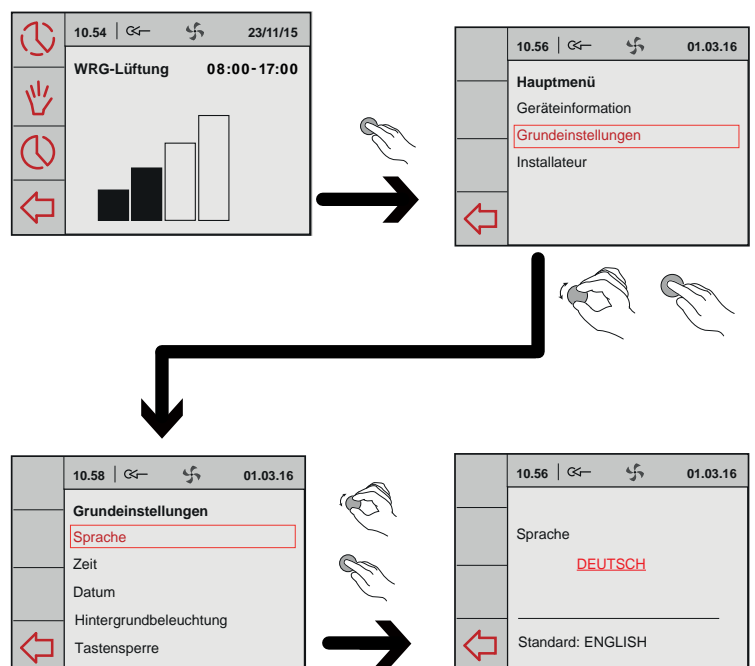 10.54 23/11/15
WRG-Lüftung 08:00-17:00
10.56 01.03.16
Hauptmenü
Geräteinformation
Grundeinstellungen
Installateur
10.58 01.03.16
Grundeinstellungen
Sprache
Zeit
Datum
Hintergrundbeleuchtung
Tastensperre
10.56 01.03.16
Sprache
DEUTSCH
Standard: ENGLISH